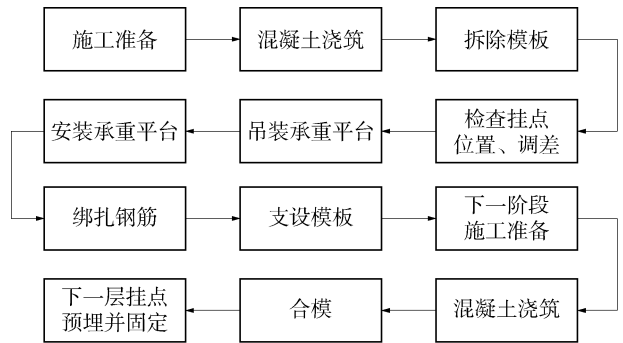 施工准备
混凝土浇筑
拆除模板
检查挂点
位置、调差
吊装承重平台
安装承重平台
绑扎钢筋
支设模板
下一阶段
施工准备
混凝土浇筑
合模
下一层挂点
预埋并固定